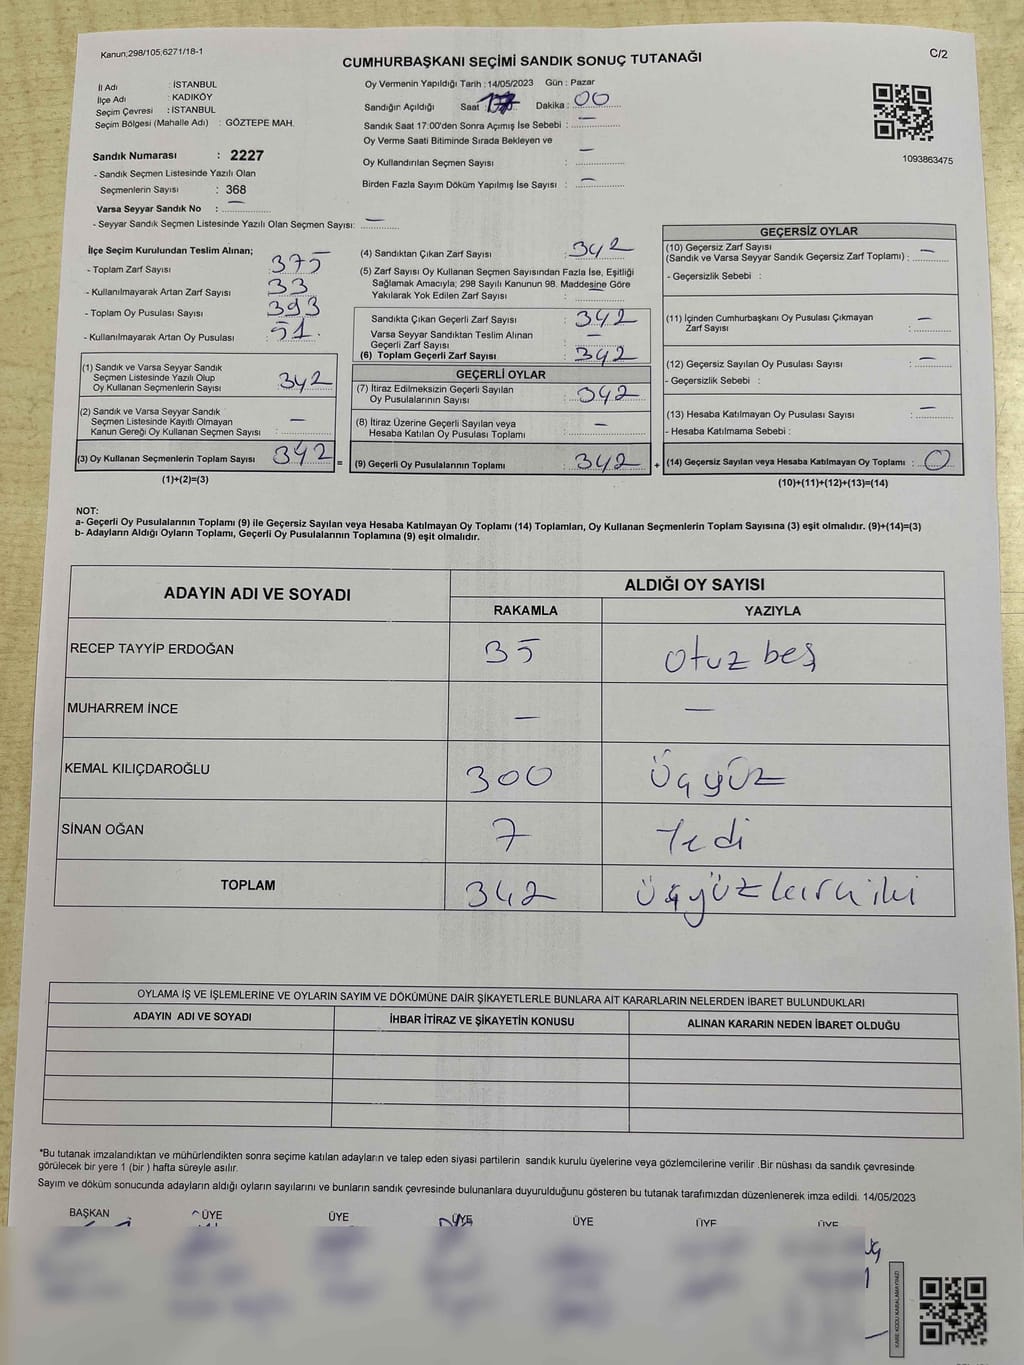 Kanun;298/105,6271/18-1
C/2
CUMHURBAŞKANI SEÇİMİ SANDIK SONUÇ TUTANAĞI
İl Adı : İSTANBUL
İlçe Adı : KADIKÖY
Seçim Çevresi : İSTANBUL
Seçim Bölgesi (Mahalle Adı) : GÖZTEPE MAH.
Sandık Numarası : 2227
- Sandık Seçmen Listesinde Yazılı Olan
Seçmenlerin Sayısı : 368
Varsa Seyyar Sandık No : —
- Seyyar Sandık Seçmen Listesinde Yazılı Olan Seçmen Sayısı: —
Oy Vermenin Yapıldığı Tarih : 14/05/2023 Gün : Pazar
Sandığın Açıldığı Saat : 17 Dakika : 00
Sandık Saat 17:00'den Sonra Açımış İse Sebebi : —
Oy Verme Saati Bitiminde Sırada Bekleyen ve
Oy Kullandırılan Seçmen Sayısı : —
Birden Fazla Sayım Döküm Yapılmış İse Sayısı : —
1093863475
İlçe Seçim Kurulundan Teslim Alınan;
- Toplam Zarf Sayısı 375
- Kullanılmayarak Artan Zarf Sayısı 33
- Toplam Oy Pusulası Sayısı 393
- Kullanılmayarak Artan Oy Pusulası 51
(1) Sandık ve Varsa Seyyar Sandık
Seçmen Listesinde Yazılı Olup
Oy Kullanan Seçmenlerin Sayısı 342
(2) Sandık ve Varsa Seyyar Sandık
Seçmen Listesinde Kayıtlı Olmayan
Kanun Gereği Oy Kullanan Seçmen Sayısı : —
(3) Oy Kullanan Seçmenlerin Toplam Sayısı 342 =
(1)+(2)=(3)
(4) Sandıktan Çıkan Zarf Sayısı : 342
(5) Zarf Sayısı Oy Kullanan Seçmen Sayısından Fazla İse, Eşitliği
Sağlamak Amacıyla; 298 Sayılı Kanunun 98. Maddesine Göre
Yakılarak Yok Edilen Zarf Sayısı : —
Sandıkta Çıkan Geçerli Zarf Sayısı : 342
Varsa Seyyar Sandıktan Teslim Alınan
Geçerli Zarf Sayısı : —
(6) Toplam Geçerli Zarf Sayısı : 342
GEÇERLİ OYLAR
(7) İtiraz Edilmeksizin Geçerli Sayılan
Oy Pusulalarının Sayısı : 342
(8) İtiraz Üzerine Geçerli Sayılan veya
Hesaba Katılan Oy Pusulası Toplamı : —
(9) Geçerli Oy Pusulalarının Toplamı : 342 +
GEÇERSİZ OYLAR
(10) Geçersiz Zarf Sayısı
(Sandık ve Varsa Seyyar Sandık Geçersiz Zarf Toplamı) : —
- Geçersizlik Sebebi :
(11) İçinden Cumhurbaşkanı Oy Pusulası Çıkmayan
Zarf Sayısı : —
(12) Geçersiz Sayılan Oy Pusulası Sayısı : —
- Geçersizlik Sebebi :
(13) Hesaba Katılmayan Oy Pusulası Sayısı : —
- Hesaba Katılmama Sebebi :
(14) Geçersiz Sayılan veya Hesaba Katılmayan Oy Toplamı : 0
(10)+(11)+(12)+(13)=(14)
NOT:
a- Geçerli Oy Pusulalarının Toplamı (9) ile Geçersiz Sayılan veya Hesaba Katılmayan Oy Toplamı (14) Toplamları, Oy Kullanan Seçmenlerin Toplam Sayısına (3) eşit olmalıdır. (9)+(14)=(3)
b- Adayların Aldığı Oyların Toplamı, Geçerli Oy Pusulalarının Toplamına (9) eşit olmalıdır.
ADAYIN ADI VE SOYADI ALDIĞI OY SAYISI
RAKAMLA YAZIYLA
RECEP TAYYİP ERDOĞAN 35 otuz beş
MUHARREM İNCE — —
KEMAL KILIÇDAROĞLU 300 Üçyüz
SİNAN OĞAN 7 Yedi
TOPLAM 342 Üçyüzkırkiki
OYLAMA İŞ VE İŞLEMLERİNE VE OYLARIN SAYIM VE DÖKÜMÜNE DAİR ŞİKAYETLERLE BUNLARA AİT KARARLARIN NELERDEN İBARET BULUNDUKLARI
ADAYIN ADI VE SOYADI İHBAR İTİRAZ VE ŞİKAYETİN KONUSU ALINAN KARARIN NEDEN İBARET OLDUĞU
*Bu tutanak imzalandıktan ve mühürlendikten sonra seçime katılan adayların ve talep eden siyasi partilerin sandık kurulu üyelerine veya gözlemcilerine verilir .Bir nüshası da sandık çevresinde
görülecek bir yere 1 (bir ) hafta süreyle asılır.
Sayım ve döküm sonucunda adayların aldığı oyların sayılarını ve bunların sandık çevresinde bulunanlara duyurulduğunu gösteren bu tutanak tarafımızdan düzenlenerek imza edildi. 14/05/2023
BAŞKAN ÜYE ÜYE ÜYE ÜYE ÜYE ÜYE
KARE KODU KARALAMAYINIZ!